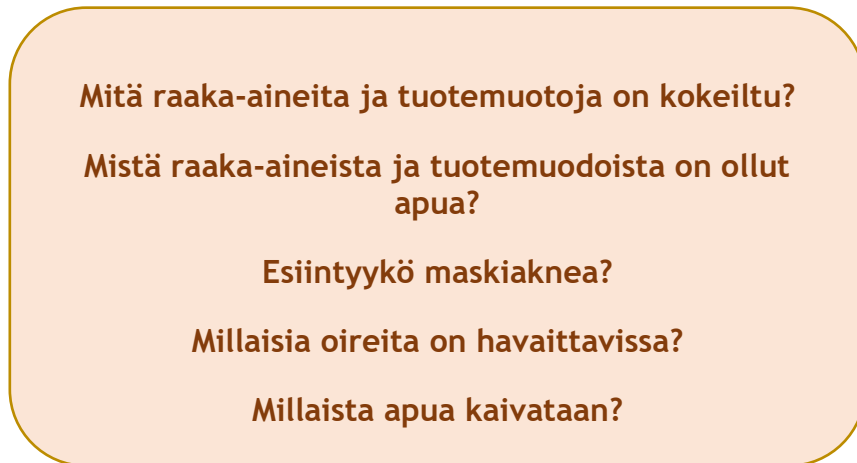 Mitä raaka-aineita ja tuotemuotoja on kokeiltu?
Mistä raaka-aineista ja tuotemuodoista on ollut
apua?
Esiintyykö maskiaknea?
Millaisia oireita on havaittavissa?
Millaista apua kaivataan?